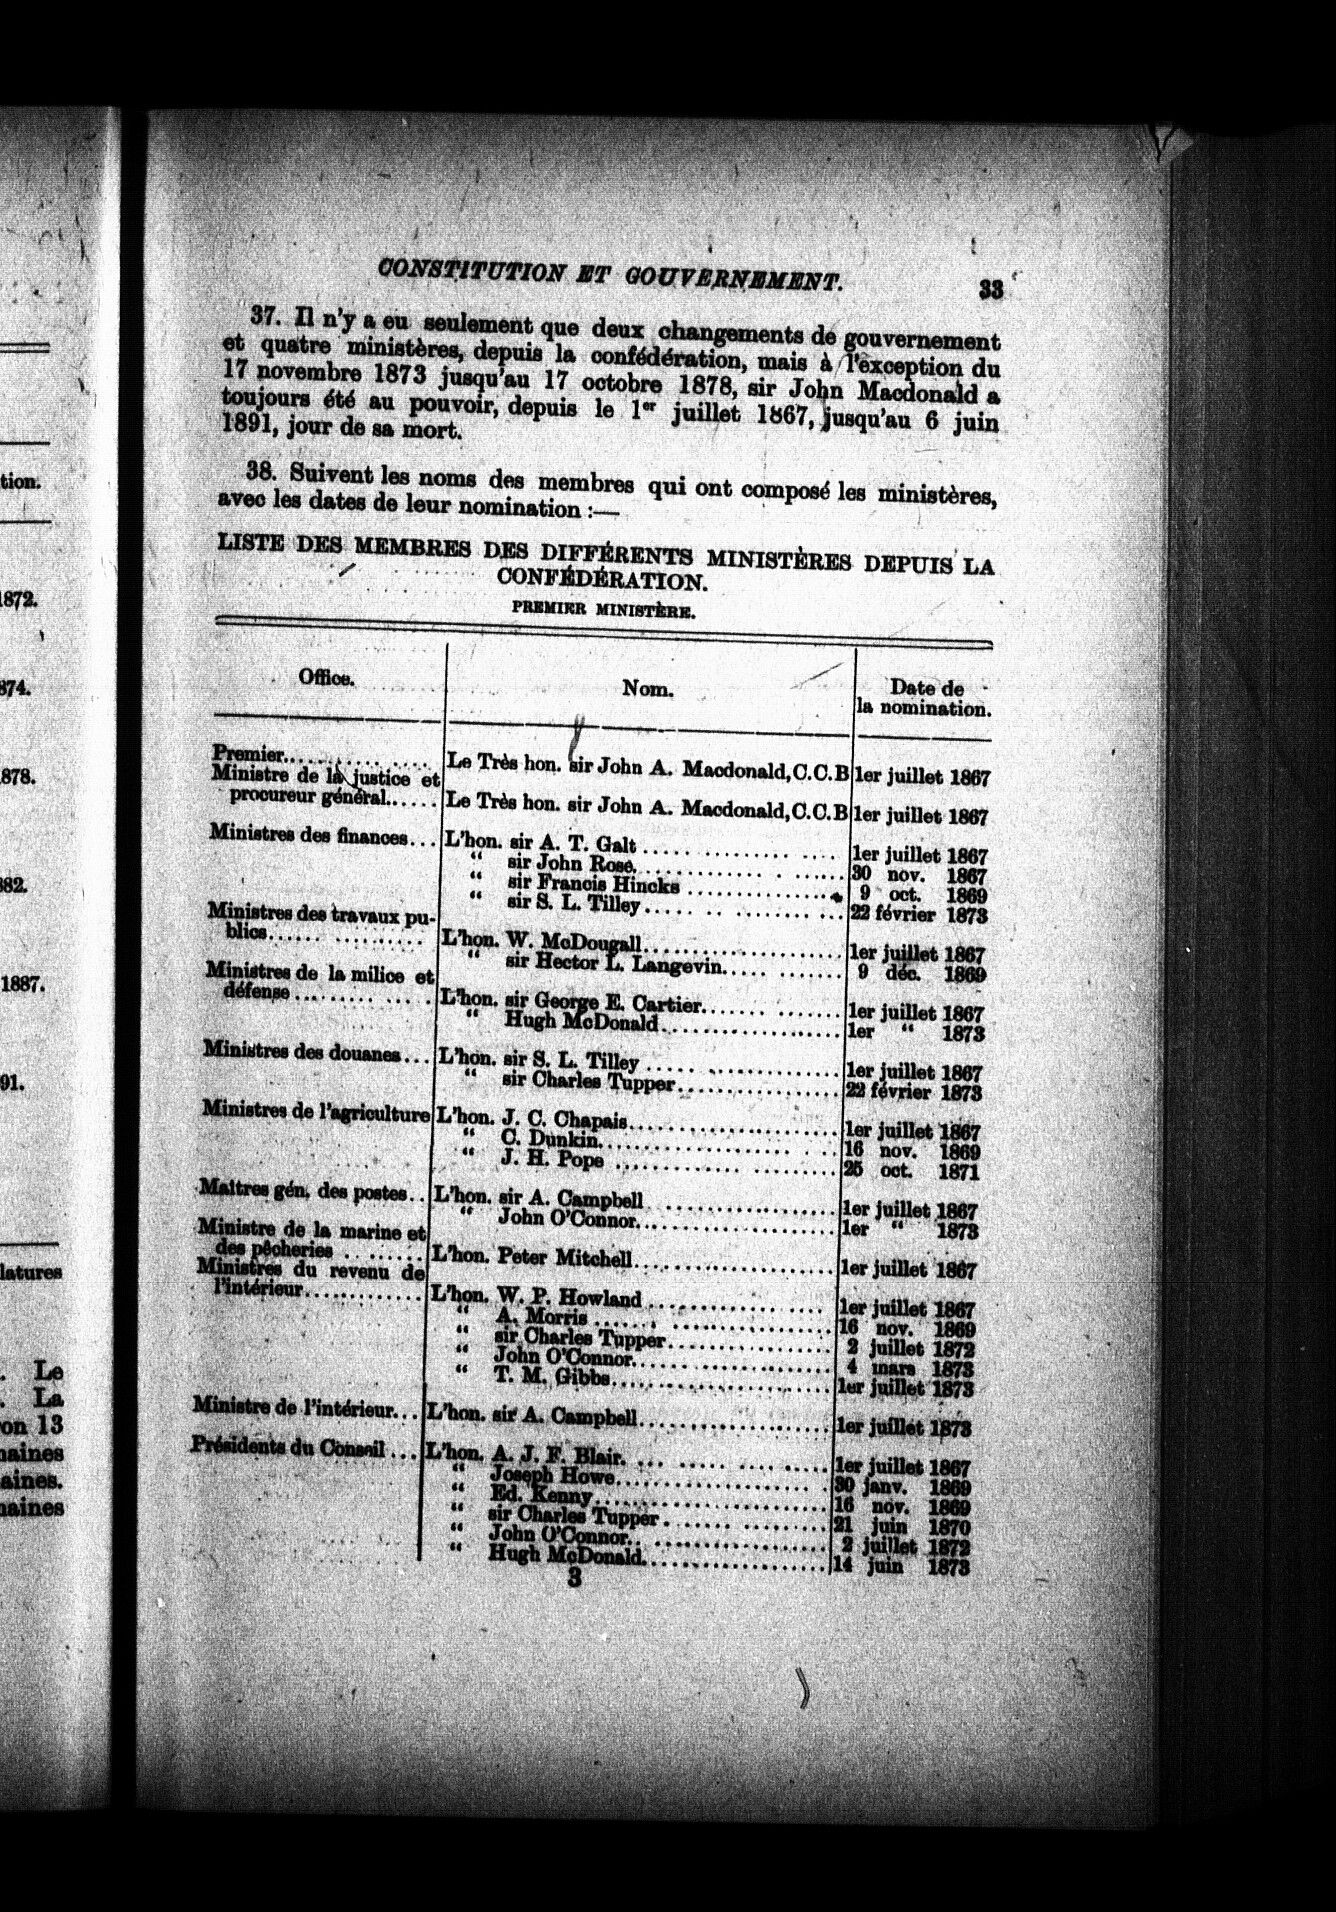 tion.
1872.
874.
878.
882.
1887.
91.
latures
. Le
. La
on 13
maines
aines.
maines
CONSTITUTION ET GOUVERNEMENT. 33
37. Il n'y a eu seulement que deux changements de gouvernement
et quatre ministères, depuis la confédération, mais à l'exception du
17 novembre 1873 jusqu'au 17 octobre 1878, sir John Macdonald a
toujours été au pouvoir, depuis le 1er juillet 1867, jusqu'au 6 juin
1891, jour de sa mort.
38. Suivent les noms des membres qui ont composé les ministères,
avec les dates de leur nomination :—
LISTE DES MEMBRES DES DIFFÉRENTS MINISTÈRES DEPUIS LA
CONFÉDÉRATION.
PREMIER MINISTÈRE.
Office. Nom. Date de
la nomination.
Premier............ Le Très hon. sir John A. Macdonald, C.C.B 1er juillet 1867
Ministre de la justice et
procureur général...... Le Très hon. sir John A. Macdonald, C.C.B 1er juillet 1867
Ministres des finances... L'hon. sir A. T. Galt .................. 1er juillet 1867
" sir John Rose.................. 30 nov. 1867
" sir Francis Hincks ............... 9 oct. 1869
" sir S. L. Tilley.................. 22 février 1873
Ministres des travaux pu-
blics................ L'hon. W. McDougall.................. 1er juillet 1867
" sir Hector L. Langevin............ 9 déc. 1869
Ministres de la milice et
défense .............. L'hon. sir George E. Cartier............... 1er juillet 1867
" Hugh McDonald.................. 1er " 1873
Ministres des douanes... L'hon. sir S. L. Tilley .................. 1er juillet 1867
" sir Charles Tupper............... 22 février 1873
Ministres de l'agriculture L'hon. J. C. Chapais..................... 1er juillet 1867
" C. Dunkin..................... 16 nov. 1869
" J. H. Pope ..................... 25 oct. 1871
Maîtres gén. des postes.. L'hon. sir A. Campbell .................. 1er juillet 1867
" John O'Connor.................. 1er " 1873
Ministre de la marine et
des pêcheries ........ L'hon. Peter Mitchell.................. 1er juillet 1867
Ministres du revenu de
l'intérieur............ L'hon. W. P. Howland .................. 1er juillet 1867
" A. Morris ..................... 16 nov. 1869
" sir Charles Tupper............... 2 juillet 1872
" John O'Connor.................. 4 mars 1873
" T. M. Gibbs..................... 1er juillet 1873
Ministre de l'intérieur... L'hon. sir A. Campbell.................. 1er juillet 1873
Présidents du Conseil ... L'hon. A. J. F. Blair. .................. 1er juillet 1867
" Joseph Howe..................... 30 janv. 1869
" Ed. Kenny..................... 16 nov. 1869
" sir Charles Tupper ............... 21 juin 1870
" John O'Connor.................. 2 juillet 1872
" Hugh McDonald.................. 14 juin 1873
3